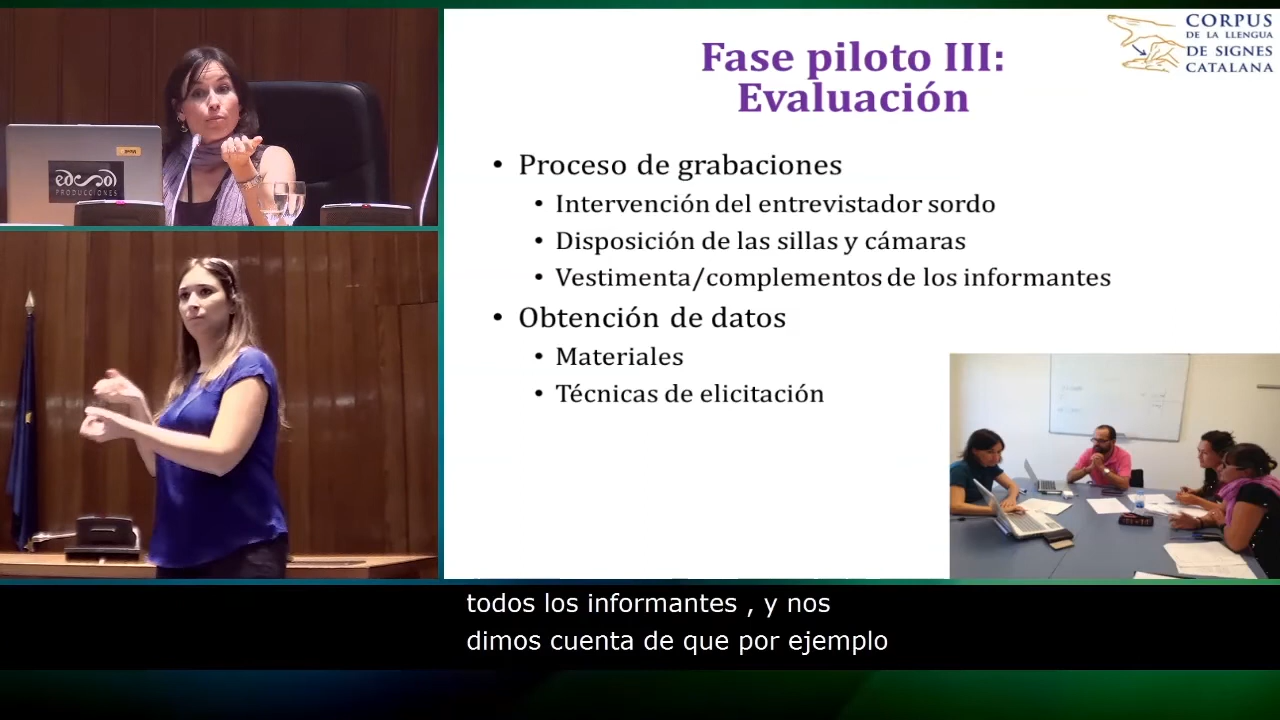 CORPUS
DE LA LLENGUA
DE SIGNES
CATALANA
Fase piloto III:
Evaluación
• Proceso de grabaciones
• Intervención del entrevistador sordo
• Disposición de las sillas y cámaras
• Vestimenta/complementos de los informantes
• Obtención de datos
• Materiales
• Técnicas de elicitación
PRODUCCIONES
todos los informantes , y nos
dimos cuenta de que por ejemplo